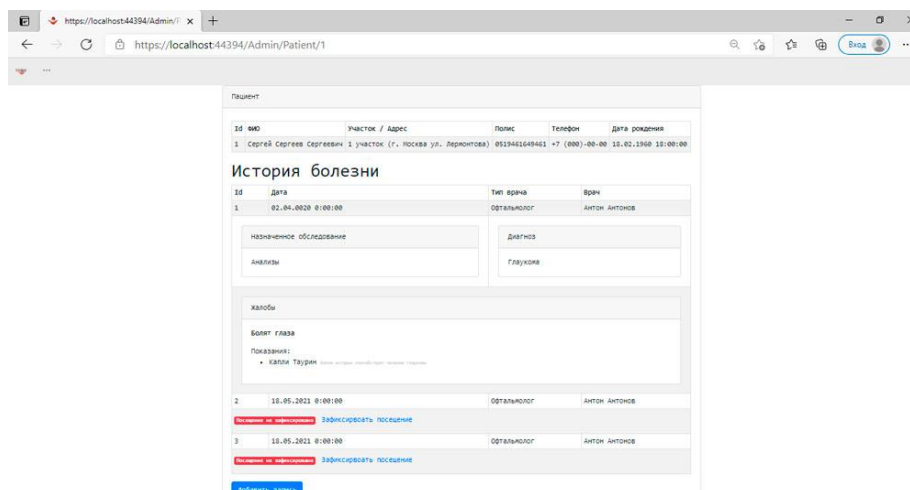 https://localhost:44394/Admin/P
https://localhost:44394/Admin/Patient/1
Вход
Пациент
Id ФИО Участок / Адрес Полис Телефон Дата рождения
1 Сергей Сергеев Сергеевич 1 участок (г. Москва ул. Лермонтова) 0519461649461 +7 (000)-00-00 18.02.1960 18:00:00
История болезни
Id Дата Тип врача Врач
1 02.04.0020 0:00:00 Офтальмолог Антон Антонов
Назначенное обследование Диагноз
Анализы Глаукома
Жалобы
Болят глаза
Показания:
• Капли Таурин
2 18.05.2021 0:00:00 Офтальмолог Антон Антонов
Посещение не зафиксировано Зафиксировать посещение
3 18.05.2021 0:00:00 Офтальмолог Антон Антонов
Посещение не зафиксировано Зафиксировать посещение
Добавить запись